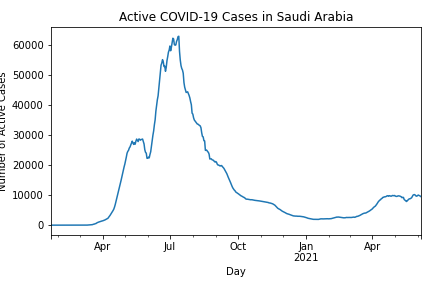 Active COVID-19 Cases in Saudi Arabia
Number of Active Cases
60000
50000
40000
30000
20000
10000
0
Apr Jul Oct Jan Apr
2021
Day